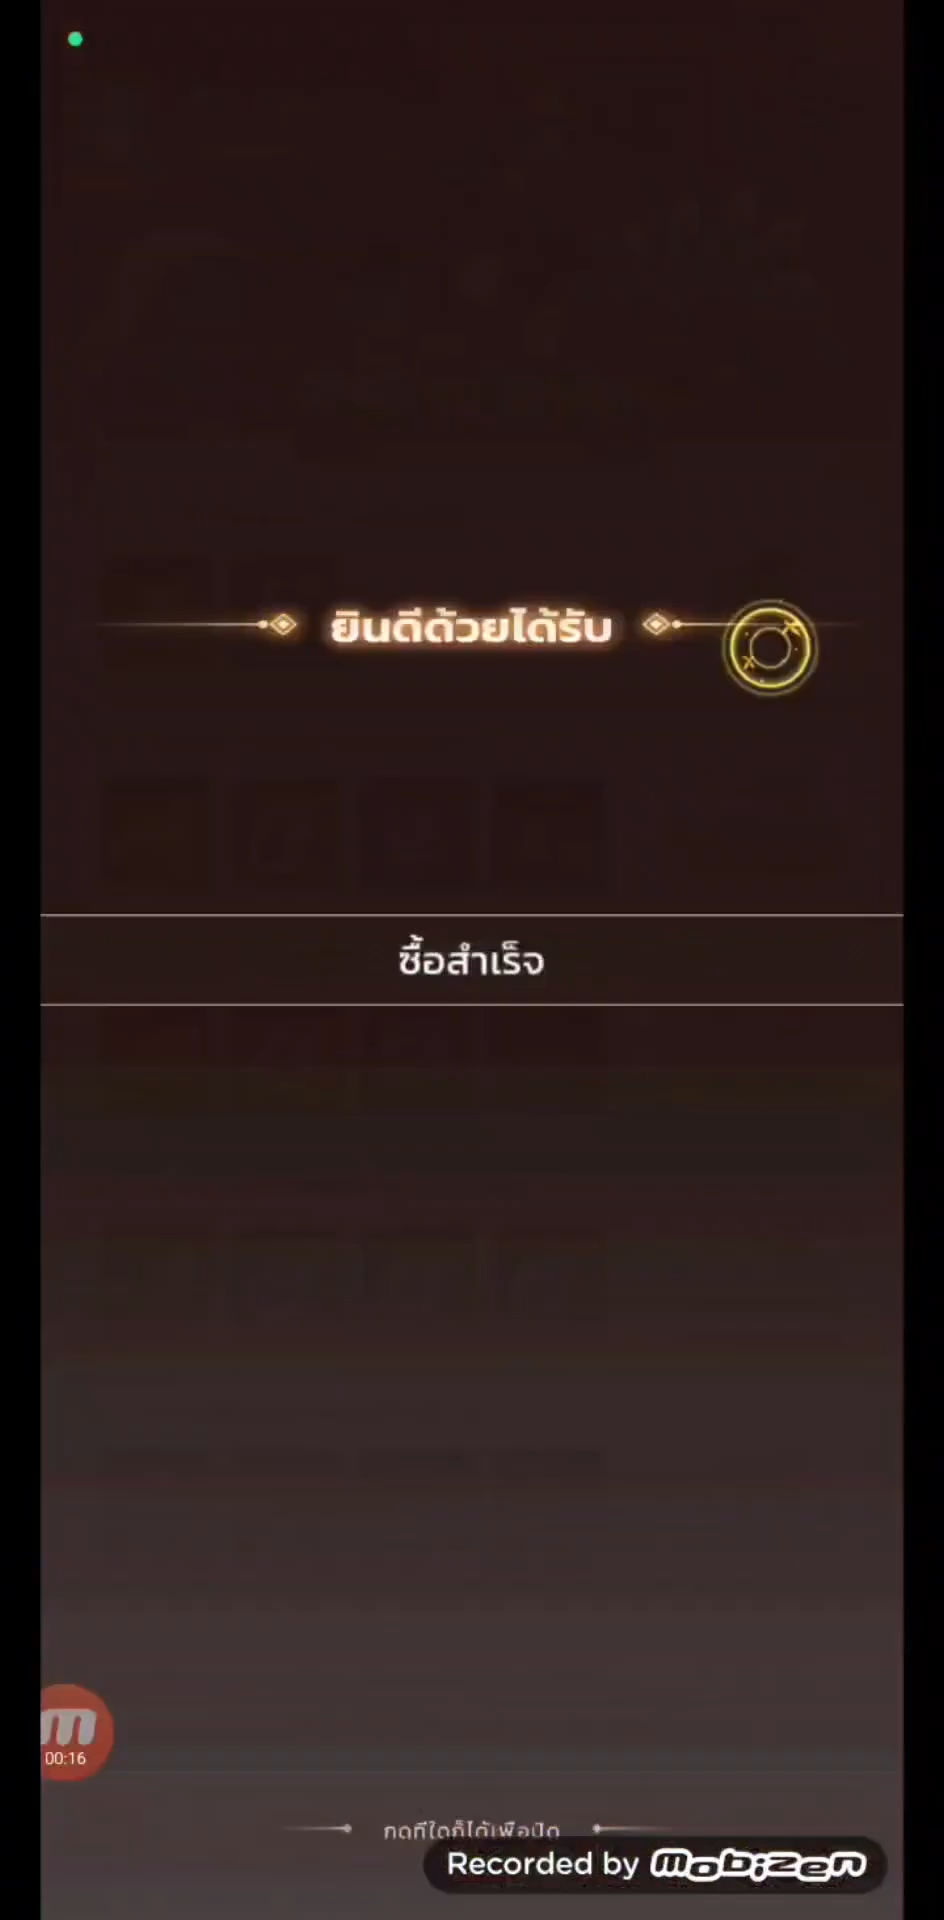 ยินดีด้วยได้รับ
ซื้อสำเร็จ
m
00:16
กดที่ใดก็ได้เพื่อปิด
Recorded by mobizen